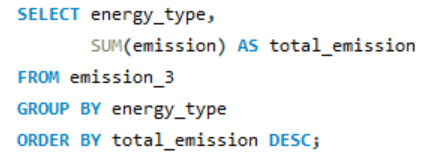 SELECT energy_type,
SUM(emission) AS total_emission
FROM emission_3
GROUP BY energy_type
ORDER BY total_emission DESC;